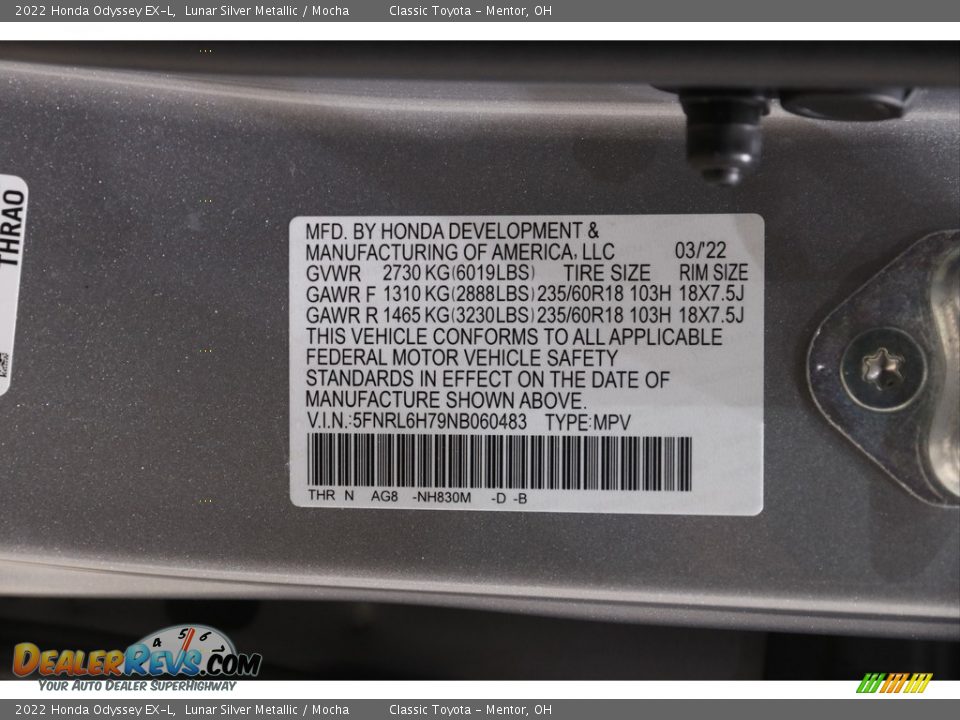 2022 Honda Odyssey EX-L, Lunar Silver Metallic / Mocha Classic Toyota - Mentor, OH
THRAO
MFD. BY HONDA DEVELOPMENT &
MANUFACTURING OF AMERICA, LLC 03/'22
GVWR 2730 KG(6019LBS) TIRE SIZE RIM SIZE
GAWR F 1310 KG(2888LBS) 235/60R18 103H 18X7.5J
GAWR R 1465 KG(3230LBS) 235/60R18 103H 18X7.5J
THIS VEHICLE CONFORMS TO ALL APPLICABLE
FEDERAL MOTOR VEHICLE SAFETY
STANDARDS IN EFFECT ON THE DATE OF
MANUFACTURE SHOWN ABOVE.
V.I.N.:5FNRL6H79NB060483 TYPE:MPV
THR N AG8 -NH830M -D -B
4 5 6
DEALERREVS.COM
YOUR AUTO DEALER SUPERHIGHWAY
2022 Honda Odyssey EX-L, Lunar Silver Metallic / Mocha Classic Toyota - Mentor, OH